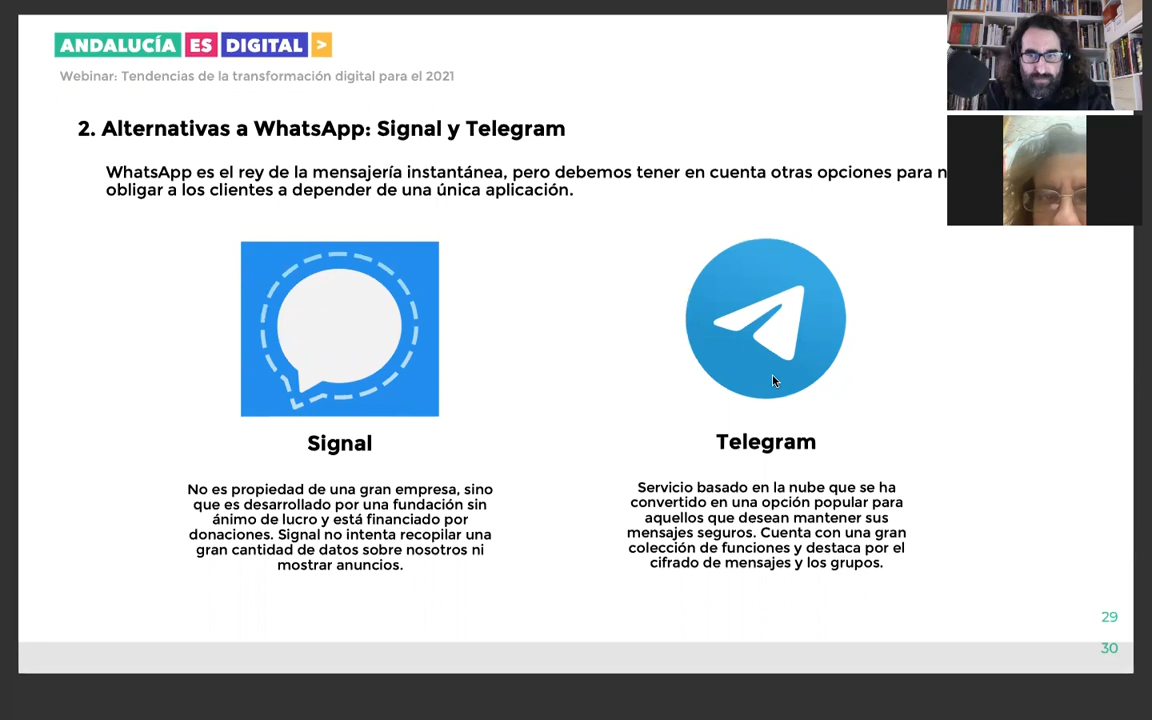 ANDALUCÍA ES DIGITAL >
Webinar: Tendencias de la transformación digital para el 2021
2. Alternativas a WhatsApp: Signal y Telegram
WhatsApp es el rey de la mensajería instantánea, pero debemos tener en cuenta otras opciones para
obligar a los clientes a depender de una única aplicación.
Signal
No es propiedad de una gran empresa, sino
que es desarrollado por una fundación sin
ánimo de lucro y está financiado por
donaciones. Signal no intenta recopilar una
gran cantidad de datos sobre nosotros ni
mostrar anuncios.
Telegram
Servicio basado en la nube que se ha
convertido en una opción popular para
aquellos que desean mantener sus
mensajes seguros. Cuenta con una gran
colección de funciones y destaca por el
cifrado de mensajes y los grupos.
29
30